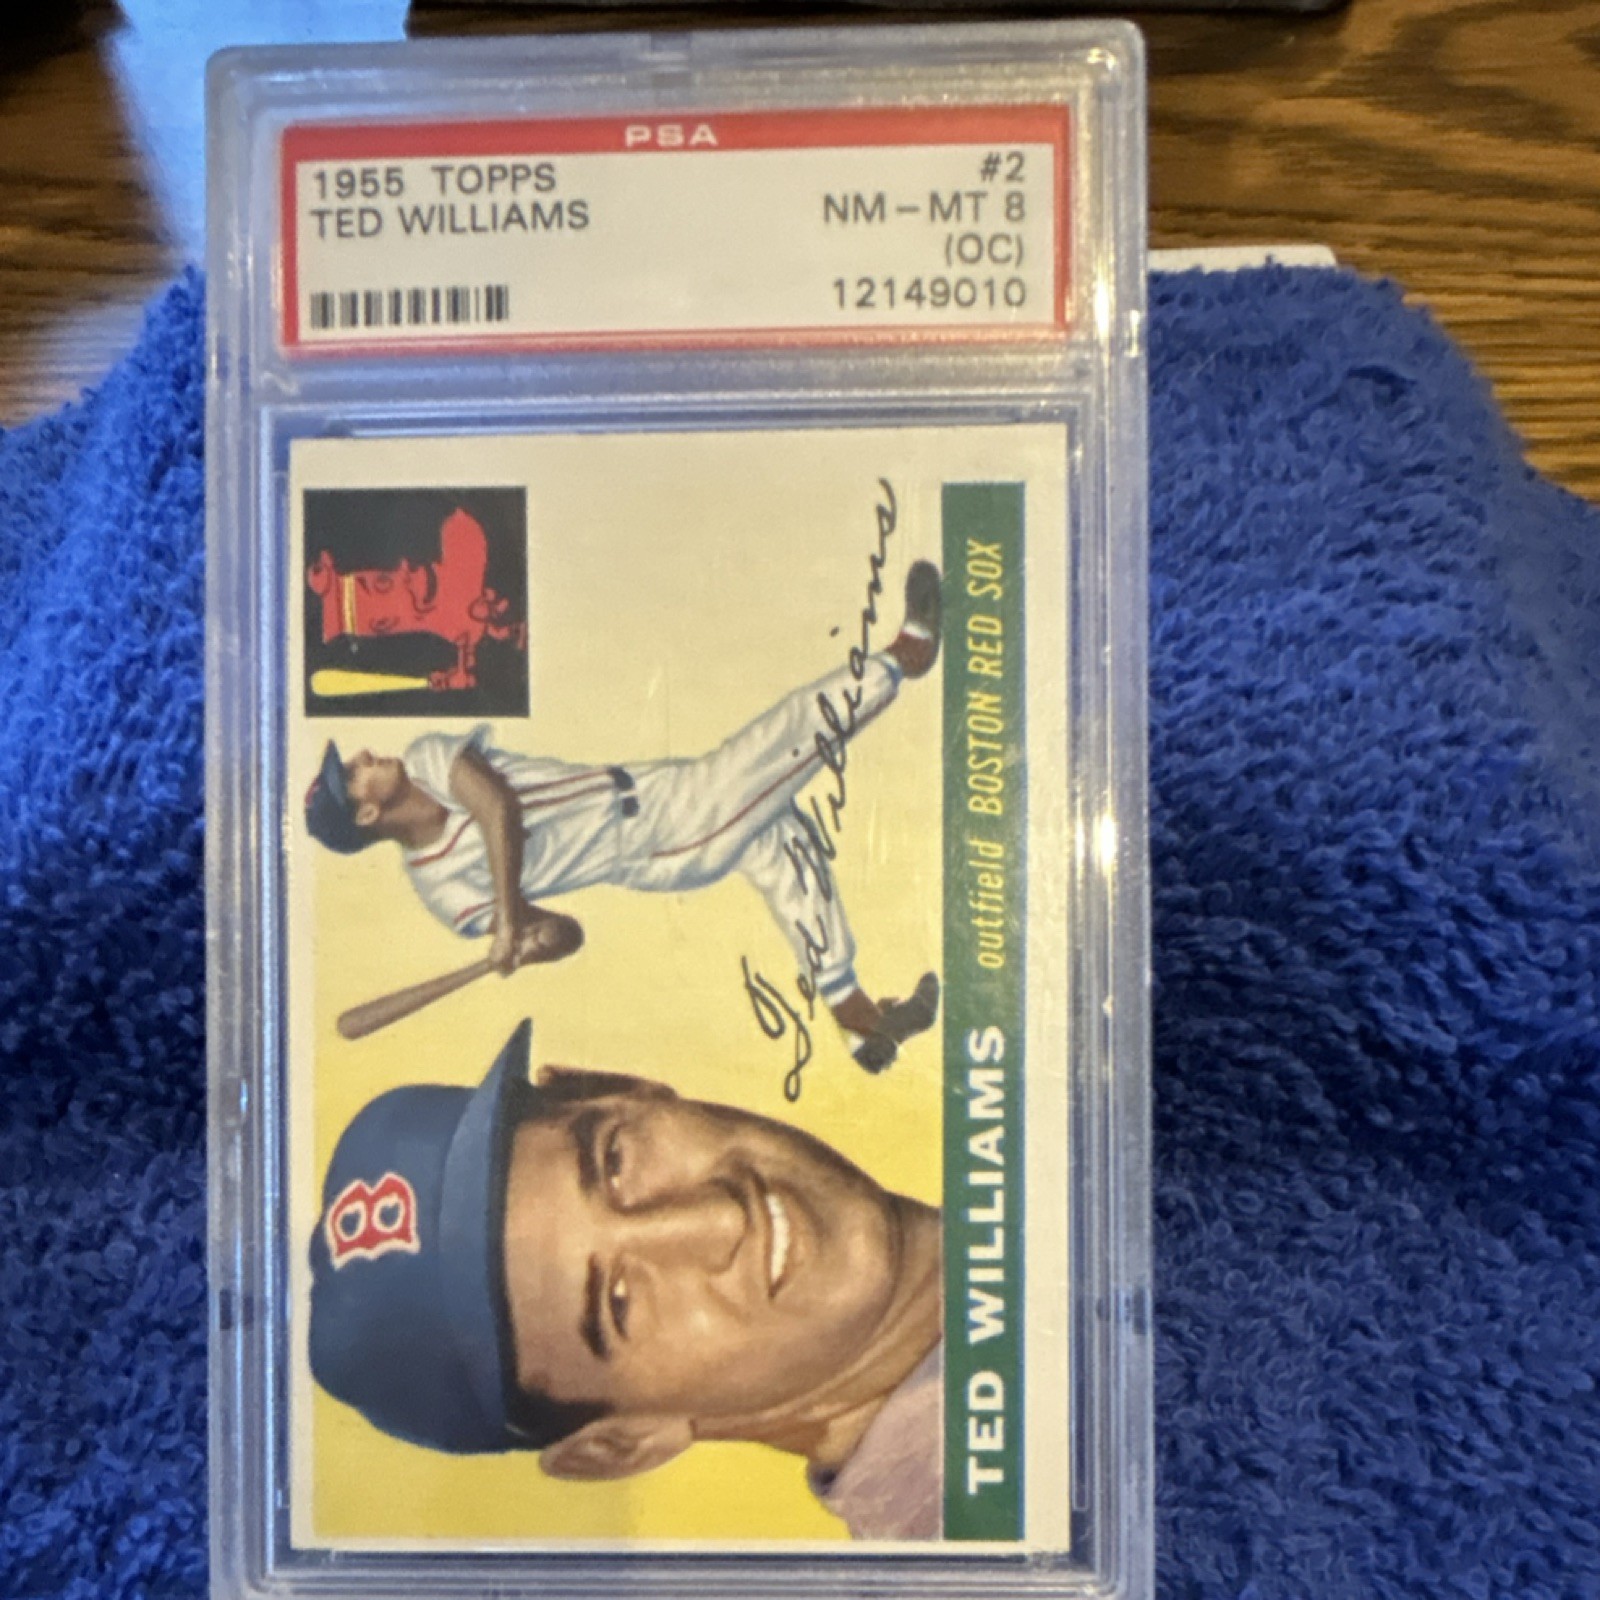 PSA
1955 TOPPS
#2
TED WILLIAMS
NM-MT 8
(OC)
12149010
Ted Williams
TED WILLIAMS outfield BOSTON RED SOX
B